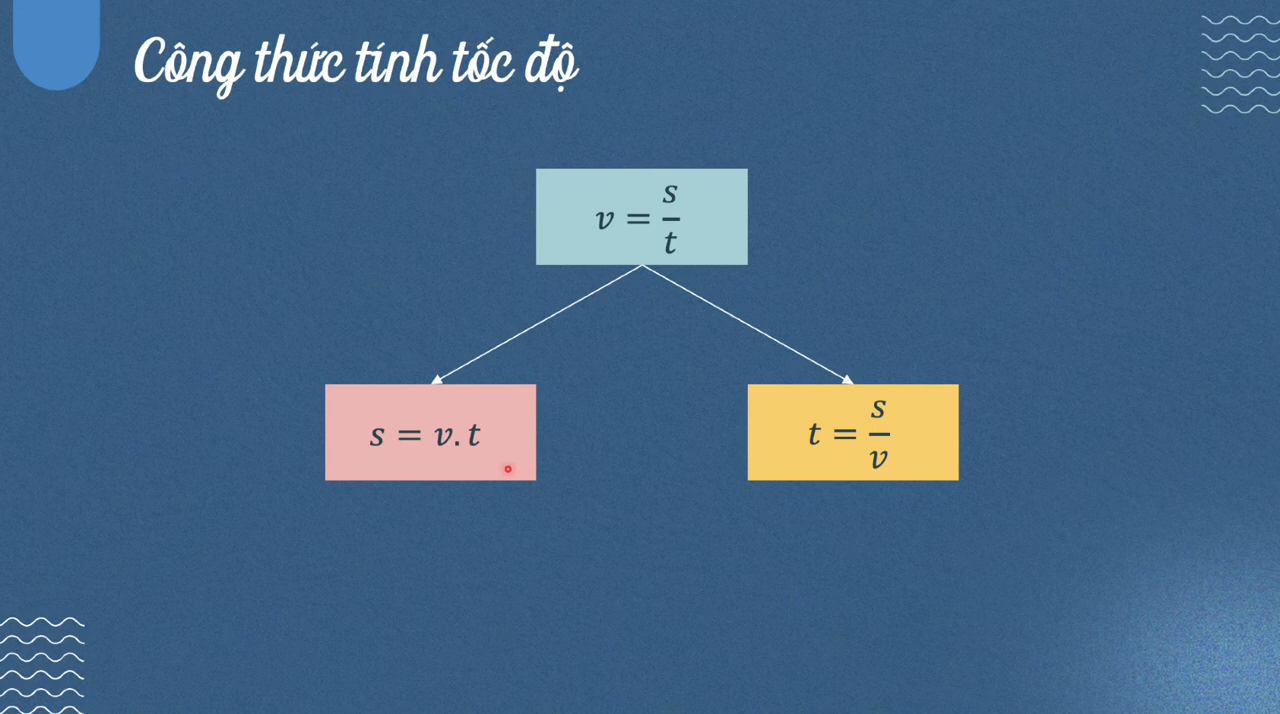 Công thức tính tốc độ
v = s/t
s = v.t
t = s/v